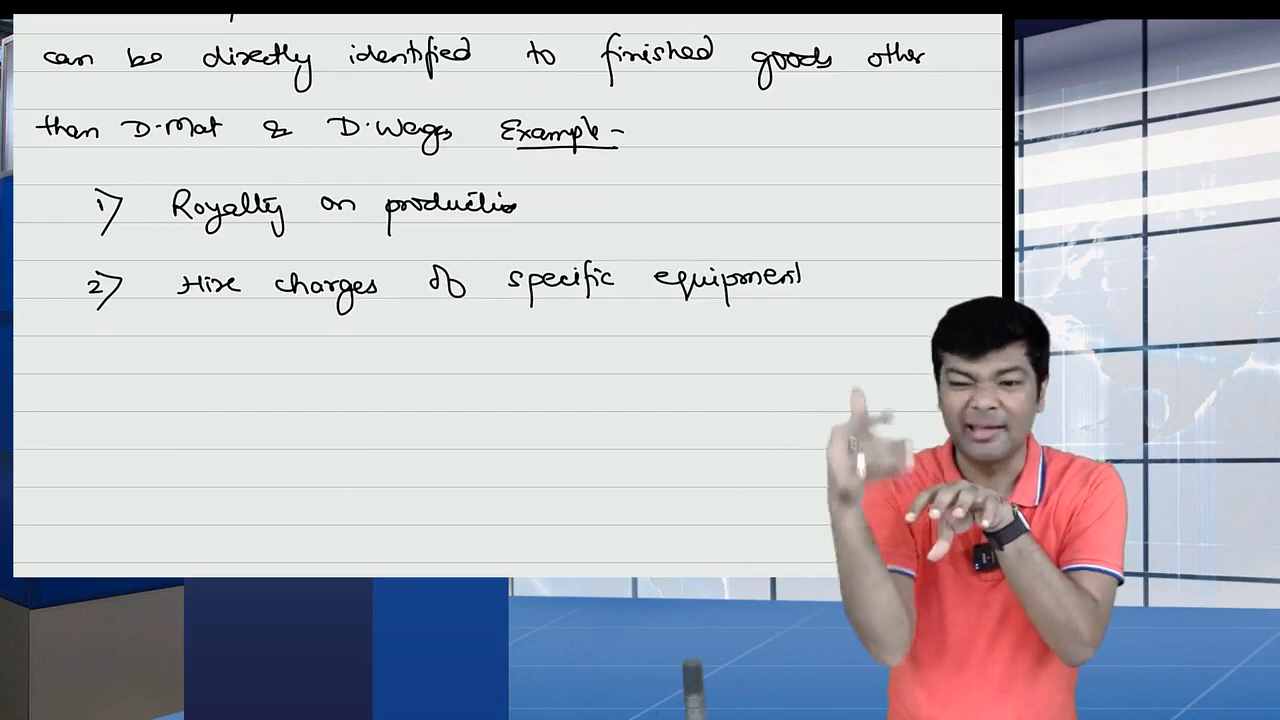 can be directly identified to finished goods other
than D.Mat & D.Wages Example -
1) Royalty on production
2) Hire charges of specific equipment